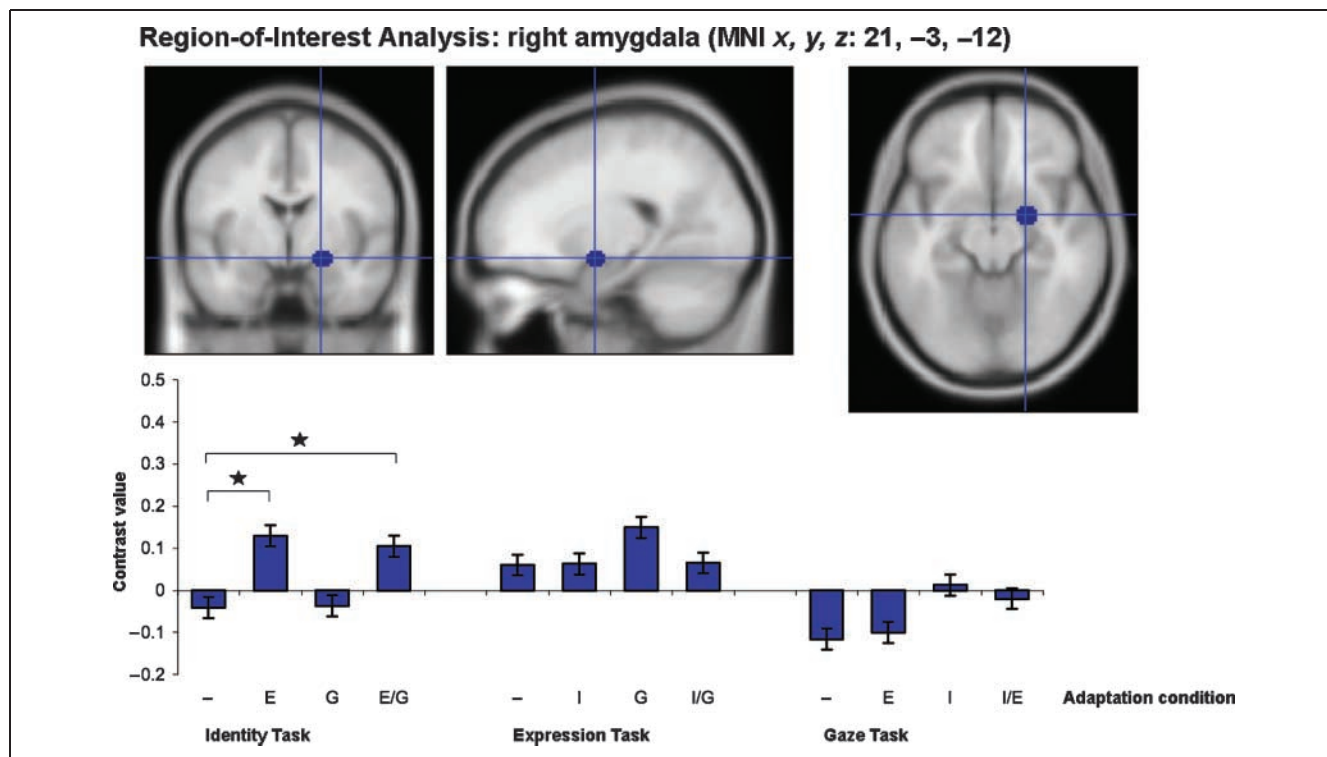 Region-of-Interest Analysis: right amygdala (MNI x, y, z: 21, –3, –12)
0.5
0.4
0.3
0.2
0.1
0
–0.1
–0.2
Contrast value
– E G E/G – I G I/G – E I I/E Adaptation condition
Identity Task Expression Task Gaze Task